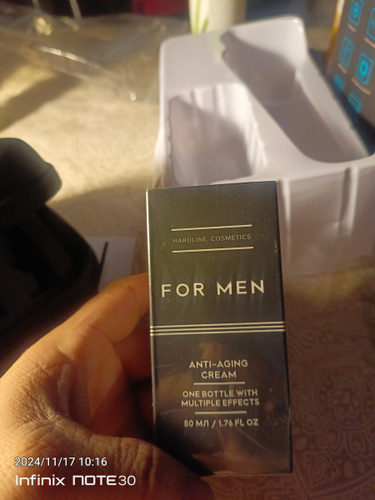 HARDLINE COSMETICS
FOR MEN
ANTI-AGING
CREAM
ONE BOTTLE WITH
MULTIPLE EFFECTS
50 МЛ / 1.76 FL OZ
2024/11/17 10:16
Infinix NOTE30